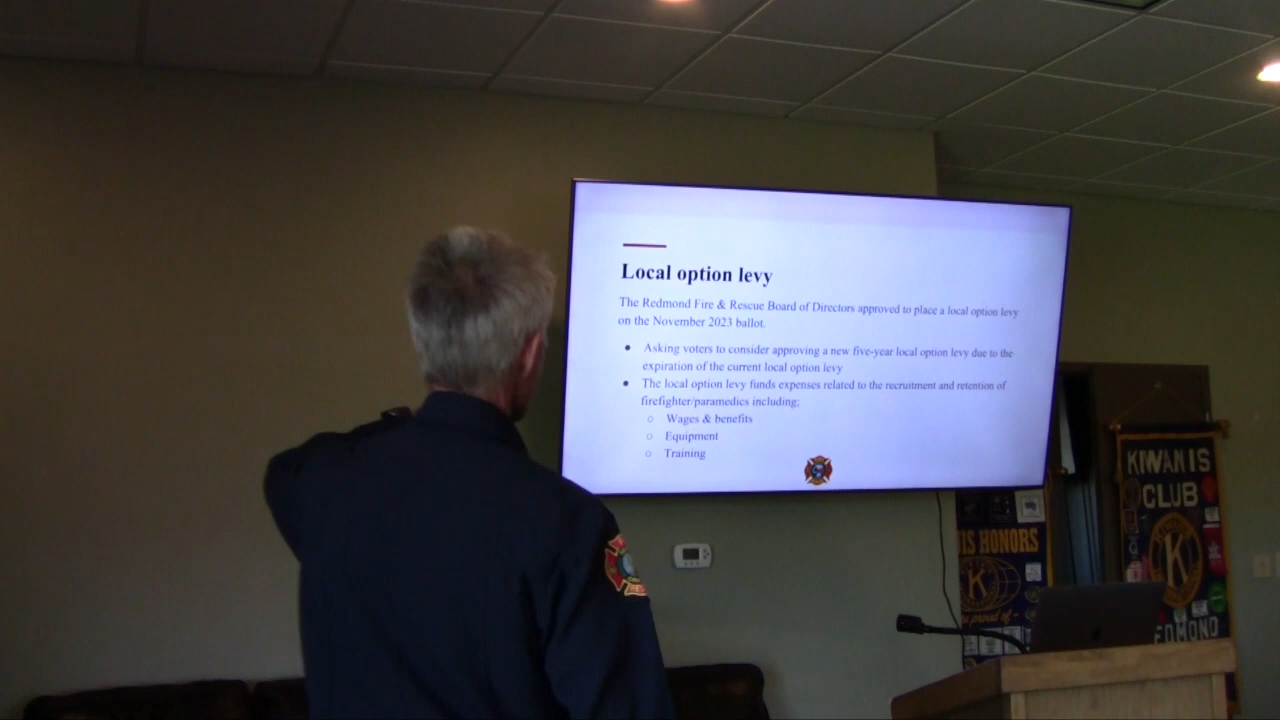 Local option levy
The Redmond Fire & Rescue Board of Directors approved to place a local option levy
on the November 2023 ballot.
Asking voters to consider approving a new five-year local option levy due to the
expiration of the current local option levy
The local option levy funds expenses related to the recruitment and retention of
firefighter/paramedics including;
Wages & benefits
Equipment
Training
KIWANIS
CLUB
K
EDMOND
IS HONORS
K